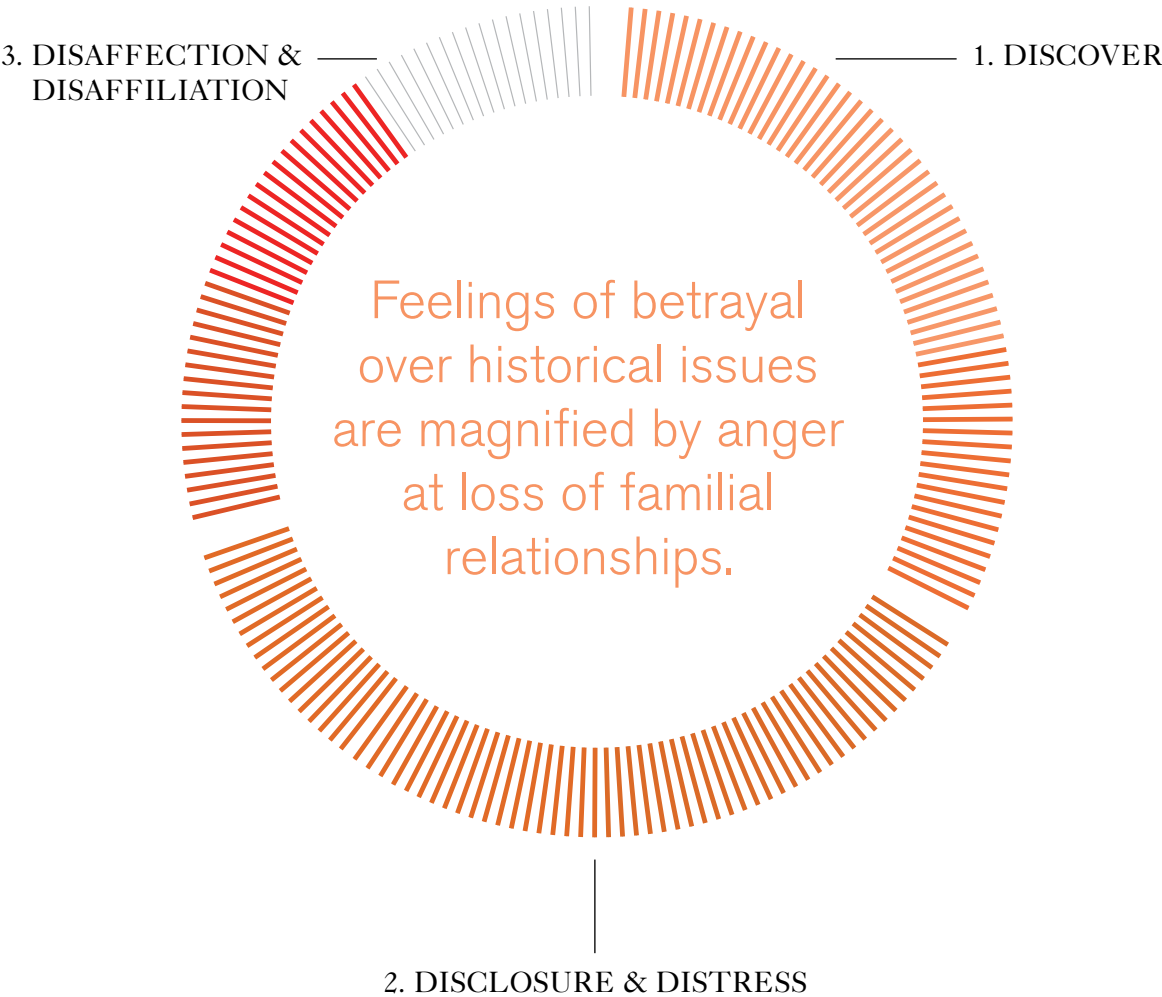 3. DISAFFECTION &
DISAFFILIATION
1. DISCOVER
Feelings of betrayal
over historical issues
are magnified by anger
at loss of familial
relationships.
2. DISCLOSURE & DISTRESS